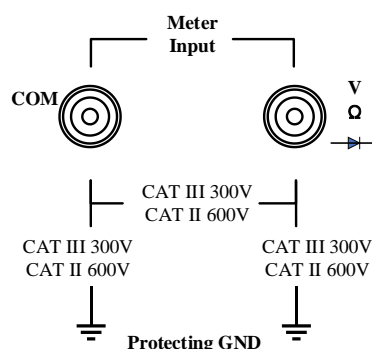 Meter
Input
COM
V
Ω
CAT III 300V
CAT II 600V
CAT III 300V
CAT II 600V
CAT III 300V
CAT II 600V
Protecting GND